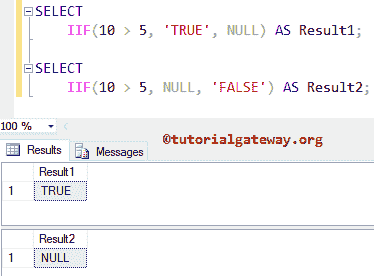 SELECT
IIF(10 > 5, 'TRUE', NULL) AS Result1;
SELECT
IIF(10 > 5, NULL, 'FALSE') AS Result2;
100 %
@tutorialgateway.org
Results Messages
Result1
1 TRUE
Result2
1 NULL